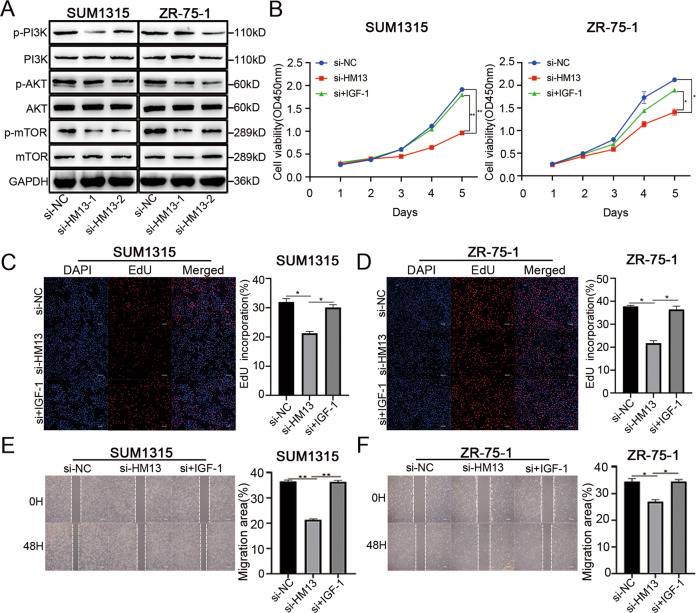 A
SUM1315 ZR-75-1
p-PI3K 110kD
PI3K 110kD
p-AKT 60kD
AKT 60kD
p-mTOR 289kD
mTOR 289kD
GAPDH 36kD
si-NC si-HM13-1 si-HM13-2 si-NC si-HM13-1 si-HM13-2
B
SUM1315
Cell viability(OD450nm)
2.5
2.0
1.5
1.0
0.5
0.0
0 1 2 3 4 5
Days
si-NC
si-HM13
si+IGF-1
**
**
ZR-75-1
Cell viability(OD450nm)
2.5
2.0
1.5
1.0
0.5
0.0
0 1 2 3 4 5
Days
si-NC
si-HM13
si+IGF-1
*
*
C
SUM1315
DAPI EdU Merged
si-NC
si-HM13
si+IGF-1
SUM1315
EdU incorporation(%)
40
30
20
10
0
* *
si-NC si-HM13 si+IGF-1
D
ZR-75-1
DAPI EdU Merged
si-NC
si-HM13
si+IGF-1
ZR-75-1
EdU incorporation(%)
50
40
30
20
10
0
* *
si-NC si-HM13 si+IGF-1
E
SUM1315
si-NC si-HM13 si+IGF-1
0H
48H
SUM1315
Migration area(%)
40
30
20
10
0
** **
si-NC si-HM13 si+IGF-1
F
ZR-75-1
si-NC si-HM13 si+IGF-1
0H
48H
ZR-75-1
Migration area(%)
40
30
20
10
0
* *
si-NC si-HM13 si+IGF-1